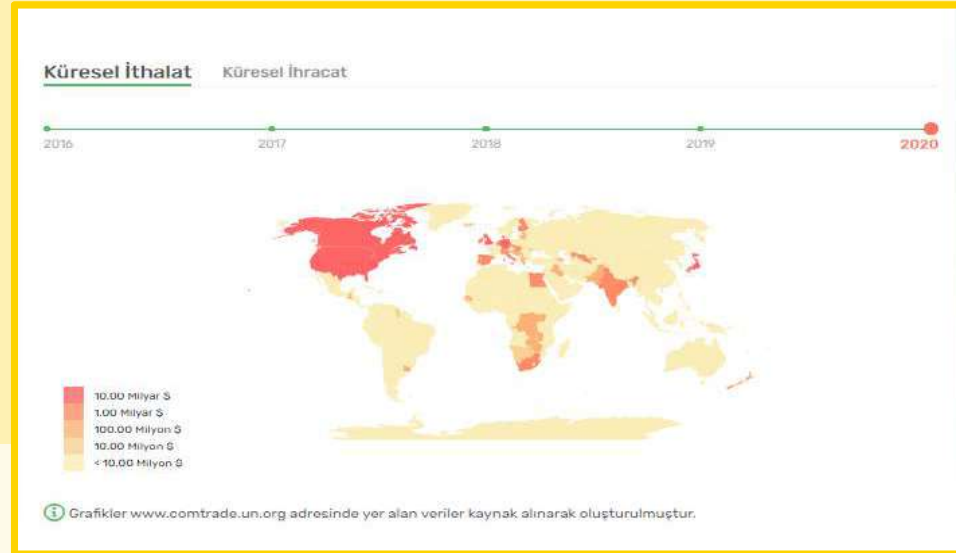 Küresel İthalat Küresel İhracat
2016 2017 2018 2019 2020
10.00 Milyar $
1.00 Milyar $
100.00 Milyon $
10.00 Milyon $
< 10.00 Milyon $
Grafikler www.comtrade.un.org adresinde yer alan veriler kaynak alınarak oluşturulmuştur.